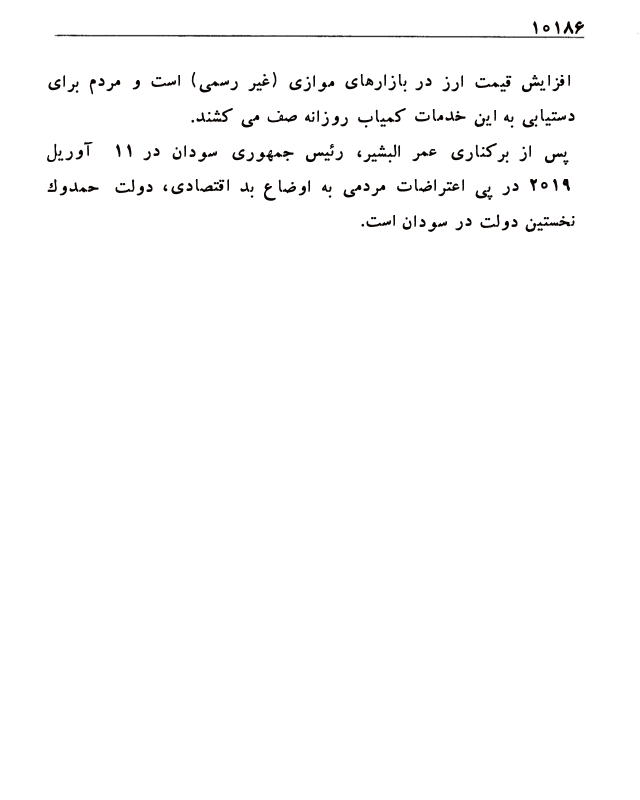 ۱۰۱۸۶
افزایش قیمت ارز در بازارهای موازی (غیر رسمی) است و مردم برای
دستیابی به این خدمات کمیاب روزانه صف می کشند.
پس از برکناری عمر البشیر، رئیس جمهوری سودان در ۱۱ آوریل
۲۰۱۹ در پی اعتراضات مردمی به اوضاع بد اقتصادی، دولت حمدوك
نخستین دولت در سودان است.